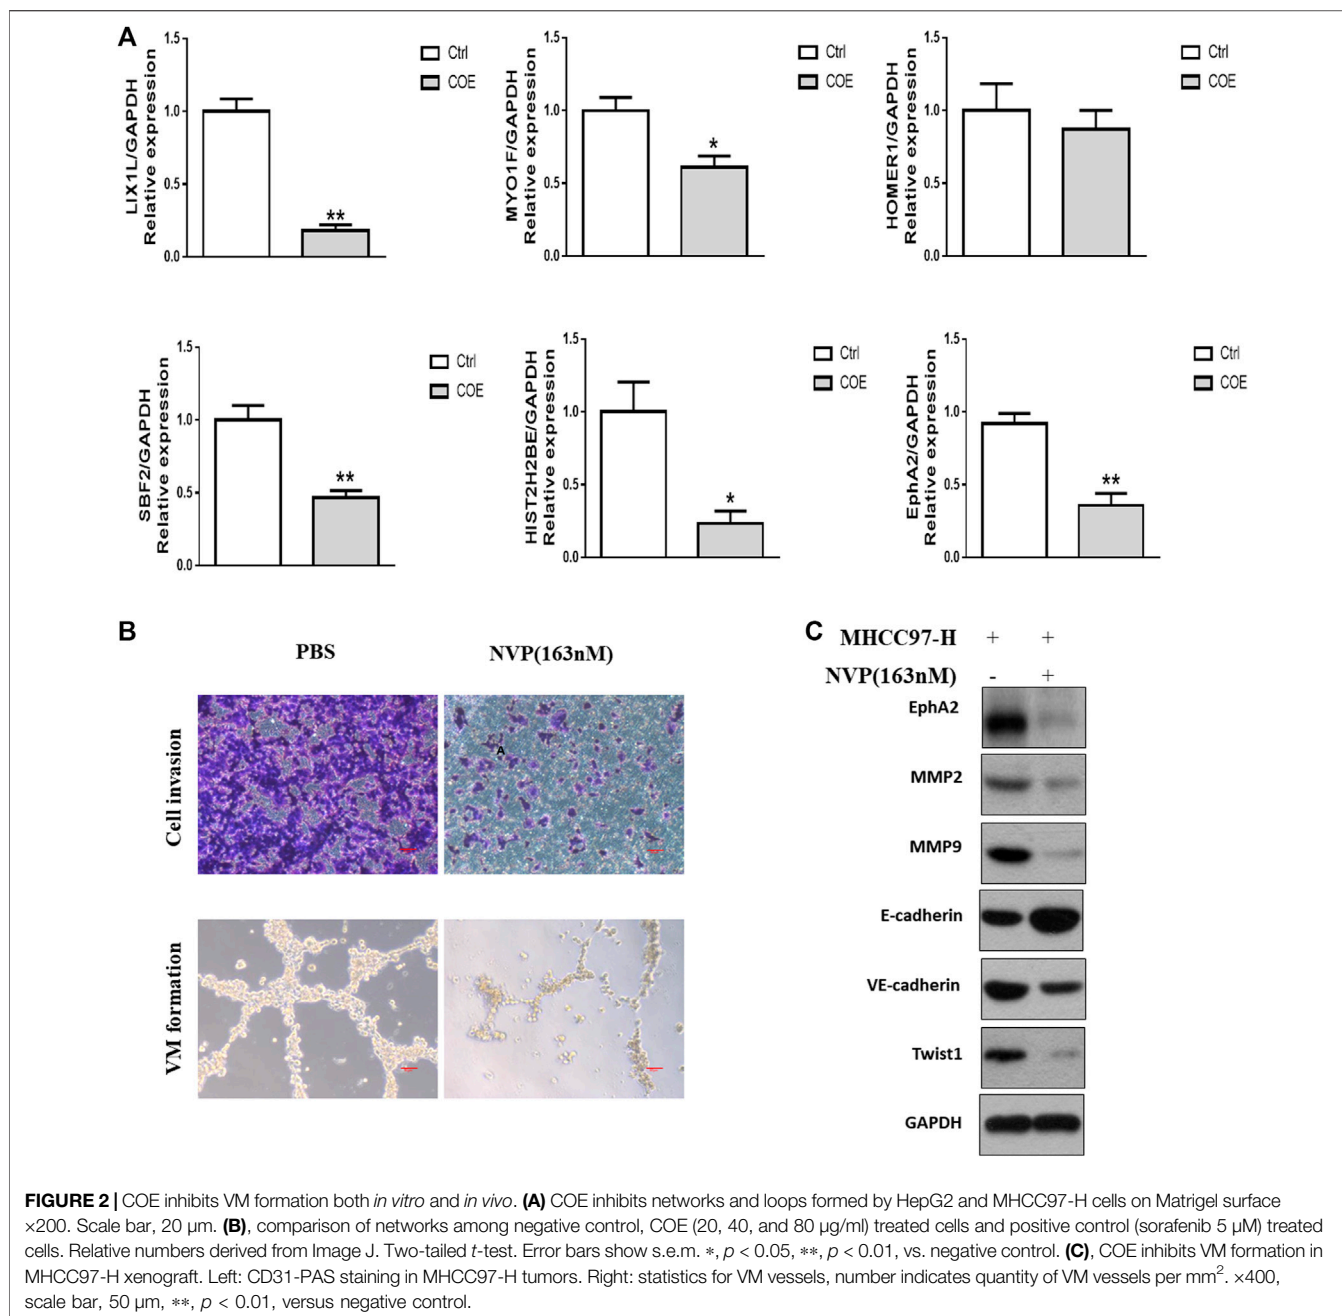 A
LIX1L/GAPDH
Relative expression
1.5
1.0
0.5
0.0
**
Ctrl
COE
MYO1F/GAPDH
Relative expression
1.5
1.0
0.5
0.0
*
Ctrl
COE
HOMER1/GAPDH
Relative expression
1.5
1.0
0.5
0.0
Ctrl
COE
SBF2/GAPDH
Relative expression
1.5
1.0
0.5
0.0
**
Ctrl
COE
HIST2H2BE/GAPDH
Relative expression
1.5
1.0
0.5
0.0
*
Ctrl
COE
EphA2/GAPDH
Relative expression
1.5
1.0
0.5
0.0
**
Ctrl
COE
B
PBS NVP(163nM)
Cell invasion
A
VM formation
C
MHCC97-H + +
NVP(163nM) - +
EphA2
MMP2
MMP9
E-cadherin
VE-cadherin
Twist1
GAPDH
FIGURE 2 | COE inhibits VM formation both in vitro and in vivo. (A) COE inhibits networks and loops formed by HepG2 and MHCC97-H cells on Matrigel surface
×200. Scale bar, 20 μm. (B), comparison of networks among negative control, COE (20, 40, and 80 μg/ml) treated cells and positive control (sorafenib 5 μM) treated
cells. Relative numbers derived from Image J. Two-tailed t-test. Error bars show s.e.m. *, p < 0.05, **, p < 0.01, vs. negative control. (C), COE inhibits VM formation in
MHCC97-H xenograft. Left: CD31-PAS staining in MHCC97-H tumors. Right: statistics for VM vessels, number indicates quantity of VM vessels per mm². ×400,
scale bar, 50 μm, **, p < 0.01, versus negative control.